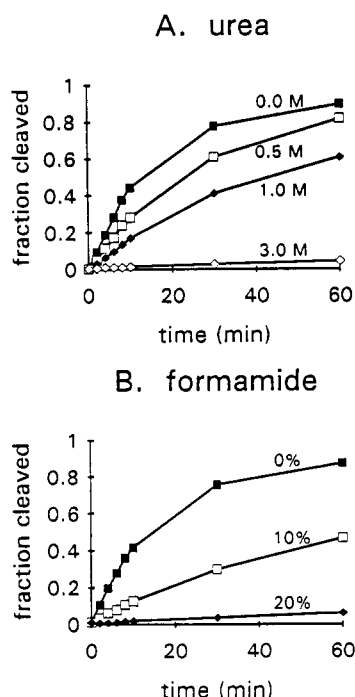 A. urea
fraction cleaved
1
0.8
0.6
0.4
0.2
0
0.0 M
0.5 M
1.0 M
3.0 M
0
20
40
60
time (min)
B. formamide
fraction cleaved
1
0.8
0.6
0.4
0.2
0
0%
10%
20%
0
20
40
60
time (min)